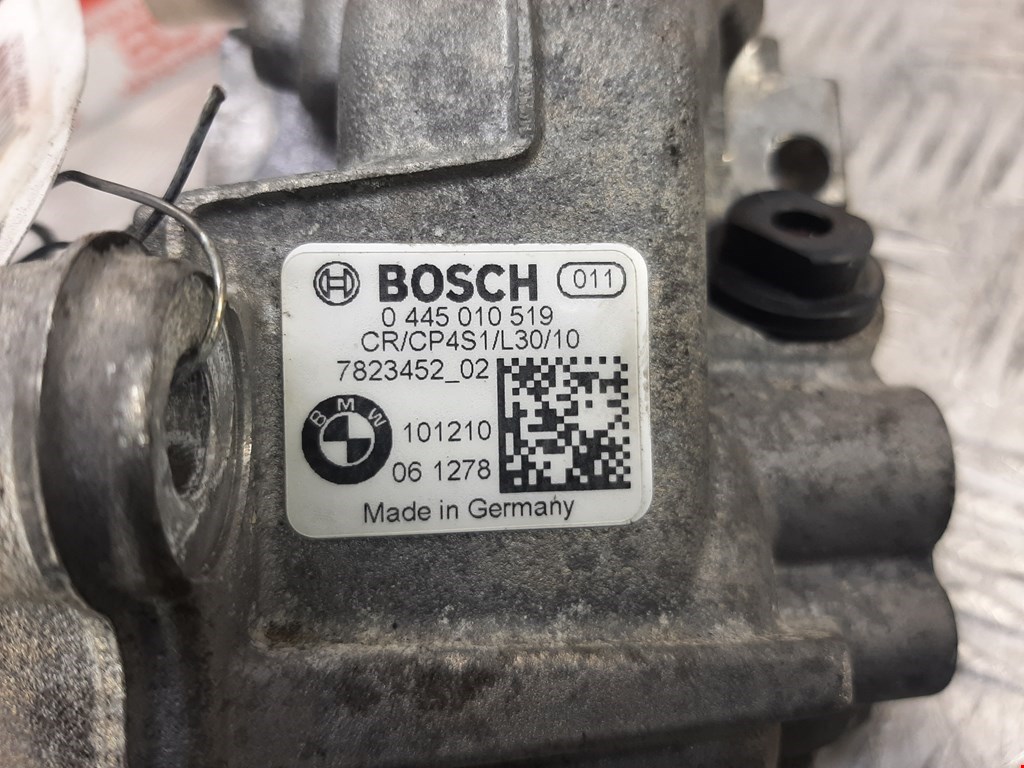 BOSCH 011
0 445 010 519
CR/CP4S1/L30/10
7823452_02
BMW
101210
06 1278
Made in Germany